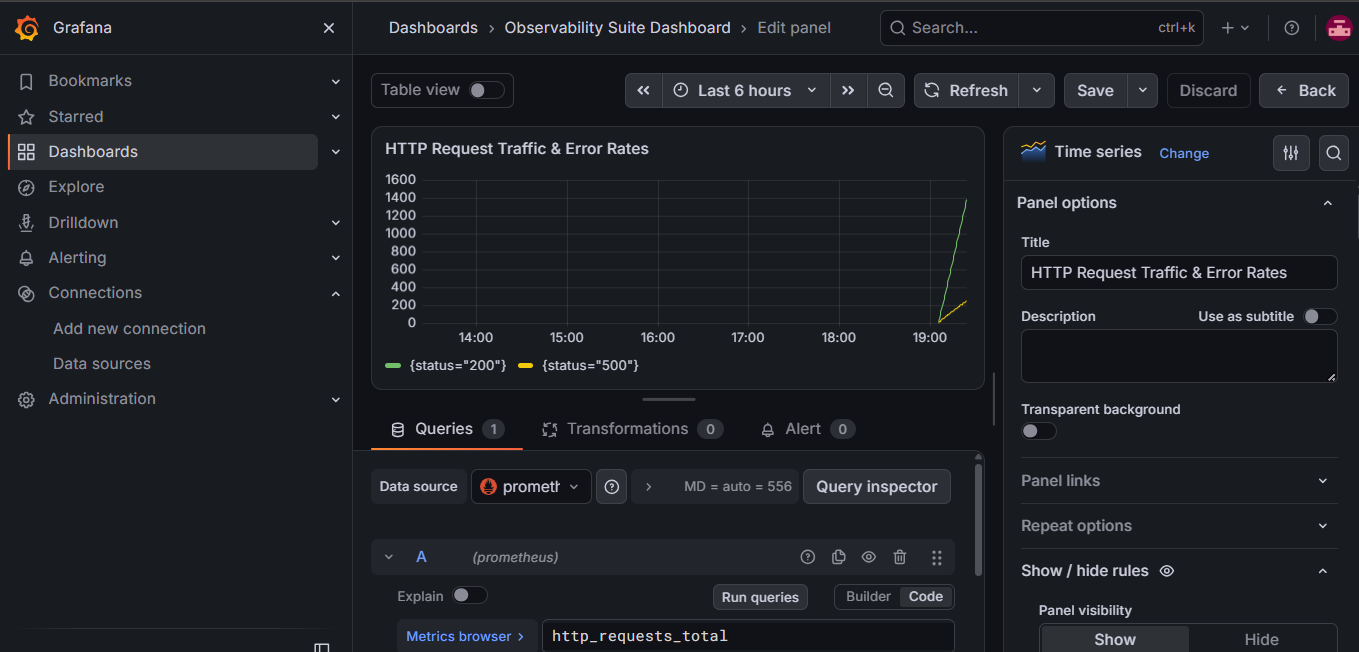 Grafana
Dashboards › Observability Suite Dashboard › Edit panel
Search...
ctrl+k
Bookmarks
Starred
Dashboards
Explore
Drilldown
Alerting
Connections
Add new connection
Data sources
Administration
Table view
Last 6 hours
Refresh
Save
Discard
Back
HTTP Request Traffic & Error Rates
1600
1400
1200
1000
800
600
400
200
0
14:00 15:00 16:00 17:00 18:00 19:00
{status="200"} {status="500"}
Queries 1
Transformations 0
Alert 0
Data source
prometh
MD = auto = 556
Query inspector
A
(prometheus)
Explain
Run queries
Builder
Code
Metrics browser ›
http_requests_total
Time series
Change
Panel options
Title
HTTP Request Traffic & Error Rates
Description
Use as subtitle
Transparent background
Panel links
Repeat options
Show / hide rules
Panel visibility
Show
Hide